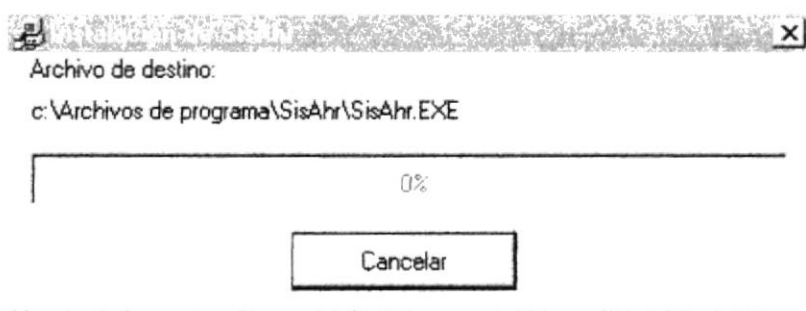 Archivo de destino:
c:\Archivos de programa\SisAhr\SisAhr.EXE
0%
Cancelar